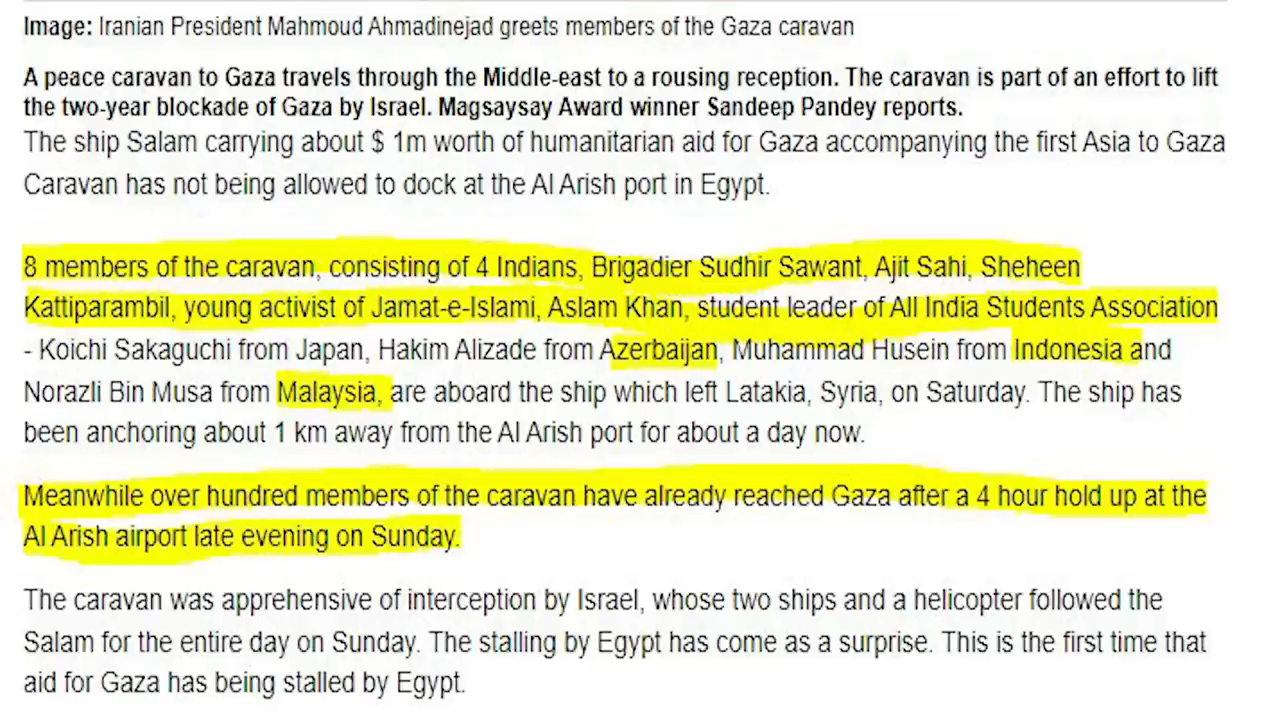 Image: Iranian President Mahmoud Ahmadinejad greets members of the Gaza caravan
A peace caravan to Gaza travels through the Middle-east to a rousing reception. The caravan is part of an effort to lift
the two-year blockade of Gaza by Israel. Magsaysay Award winner Sandeep Pandey reports.
The ship Salam carrying about $ 1m worth of humanitarian aid for Gaza accompanying the first Asia to Gaza
Caravan has not being allowed to dock at the Al Arish port in Egypt.
8 members of the caravan, consisting of 4 Indians, Brigadier Sudhir Sawant, Ajit Sahi, Sheheen
Kattiparambil, young activist of Jamat-e-Islami, Aslam Khan, student leader of All India Students Association
- Koichi Sakaguchi from Japan, Hakim Alizade from Azerbaijan, Muhammad Husein from Indonesia and
Norazli Bin Musa from Malaysia, are aboard the ship which left Latakia, Syria, on Saturday. The ship has
been anchoring about 1 km away from the Al Arish port for about a day now.
Meanwhile over hundred members of the caravan have already reached Gaza after a 4 hour hold up at the
Al Arish airport late evening on Sunday.
The caravan was apprehensive of interception by Israel, whose two ships and a helicopter followed the
Salam for the entire day on Sunday. The stalling by Egypt has come as a surprise. This is the first time that
aid for Gaza has being stalled by Egypt.